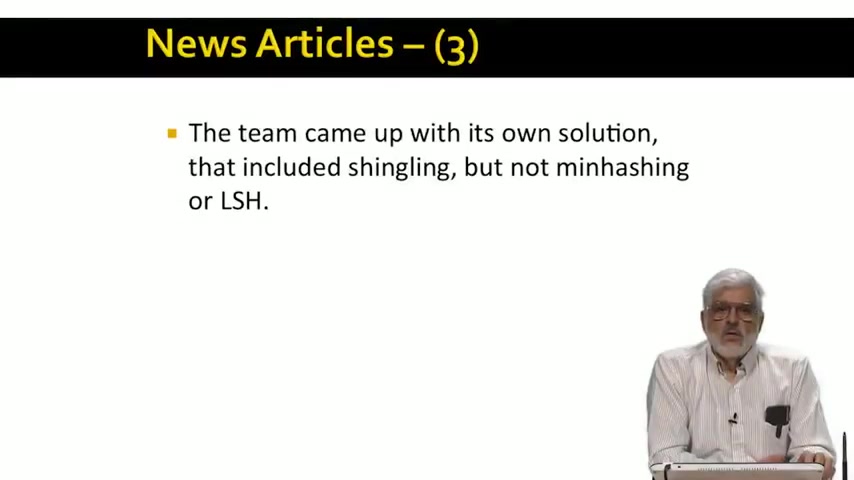 News Articles – (3)
The team came up with its own solution,
that included shingling, but not minhashing
or LSH.